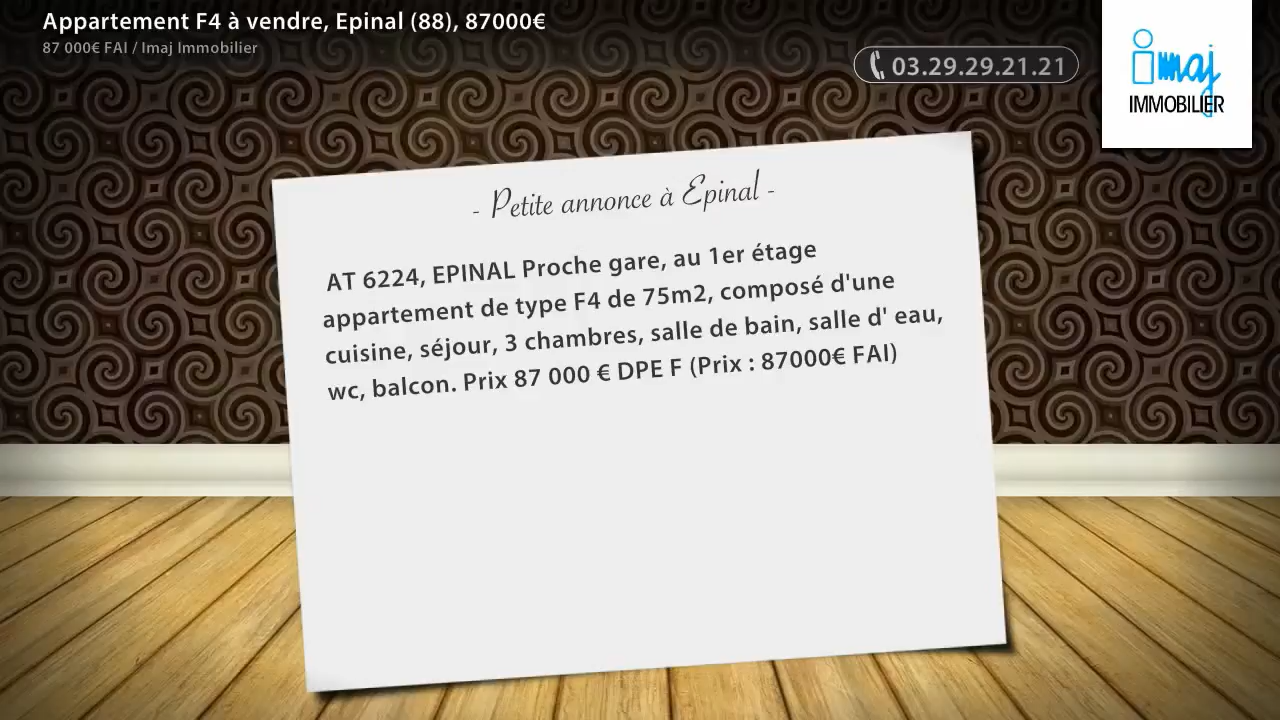 Appartement F4 à vendre, Epinal (88), 87000€
87 000€ FAI / Imaj Immobilier
03.29.29.21.21
imaj
IMMOBILIER
- Petite annonce à Epinal -
AT 6224, EPINAL Proche gare, au 1er étage
appartement de type F4 de 75m2, composé d'une
cuisine, séjour, 3 chambres, salle de bain, salle d' eau,
wc, balcon. Prix 87 000 € DPE F (Prix : 87000€ FAI)